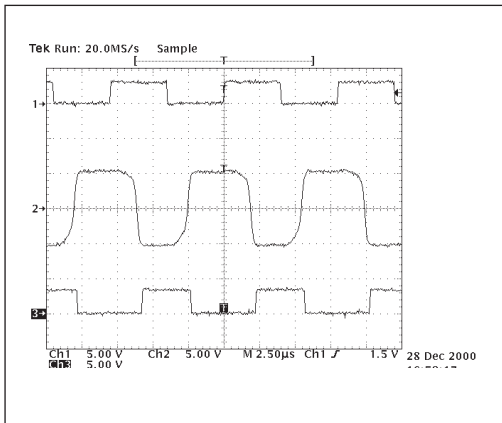 Tek Run: 20.0MS/s Sample
[ T ]
T
1→
T
2→
3→
T
Ch1 5.00 V Ch2 5.00 V M 2.50µs Ch1 1.5 V 28 Dec 2000
Ch3 5.00 V